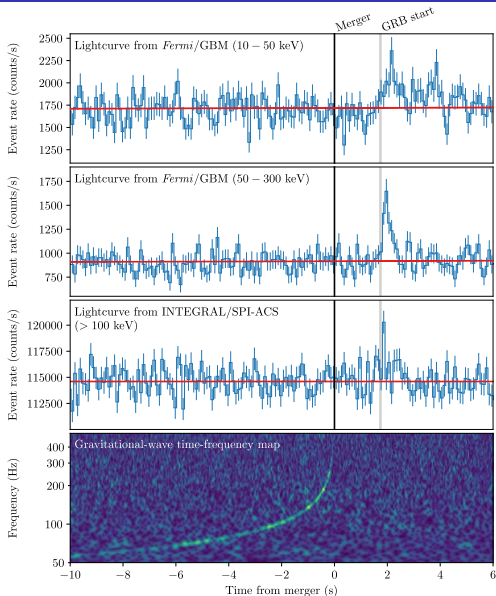 Merger
GRB start
2500
2250
2000
1750
1500
1250
Event rate (counts/s)
Lightcurve from Fermi/GBM (10 − 50 keV)
1750
1500
1250
1000
750
Event rate (counts/s)
Lightcurve from Fermi/GBM (50 − 300 keV)
120000
117500
115000
112500
Event rate (counts/s)
Lightcurve from INTEGRAL/SPI-ACS
(> 100 keV)
400
300
200
100
50
Frequency (Hz)
Gravitational-wave time-frequency map
−10 −8 −6 −4 −2 0 2 4 6
Time from merger (s)